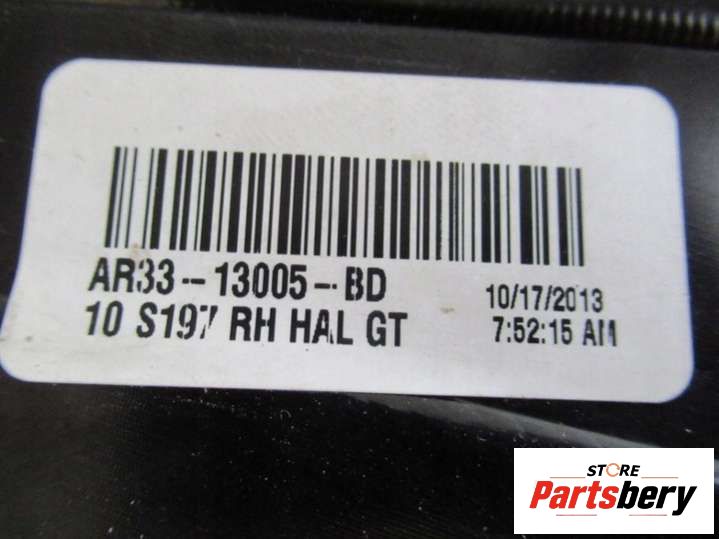 AR33-13005-BD
10/17/2013
10 S197 RH HAL GT
7:52:15 AM
STORE
Partsbery